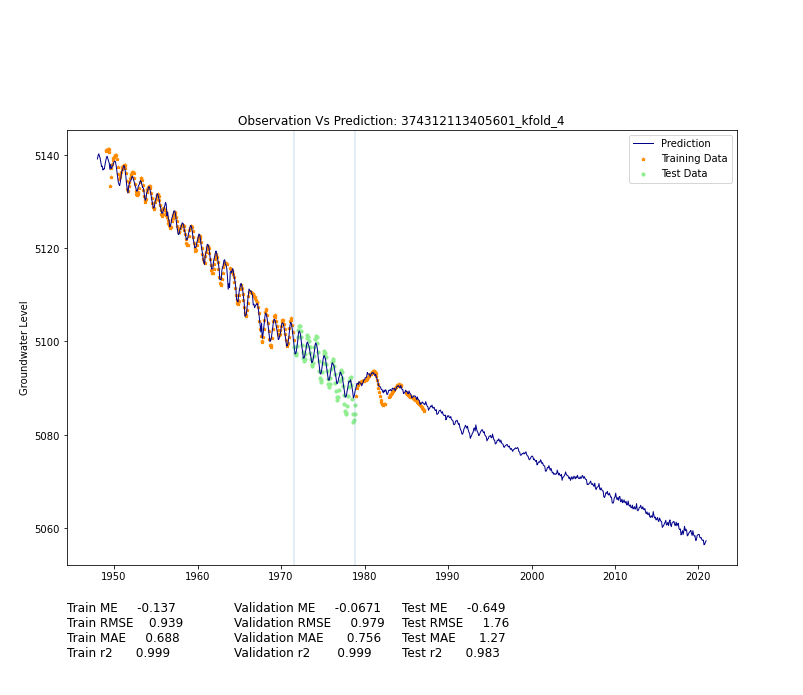 Observation Vs Prediction: 374312113405601_kfold_4
Prediction
Training Data
Test Data
Groundwater Level
5140
5120
5100
5080
5060
1950 1960 1970 1980 1990 2000 2010 2020
Train ME -0.137 Validation ME -0.0671 Test ME -0.649
Train RMSE 0.939 Validation RMSE 0.979 Test RMSE 1.76
Train MAE 0.688 Validation MAE 0.756 Test MAE 1.27
Train r2 0.999 Validation r2 0.999 Test r2 0.983